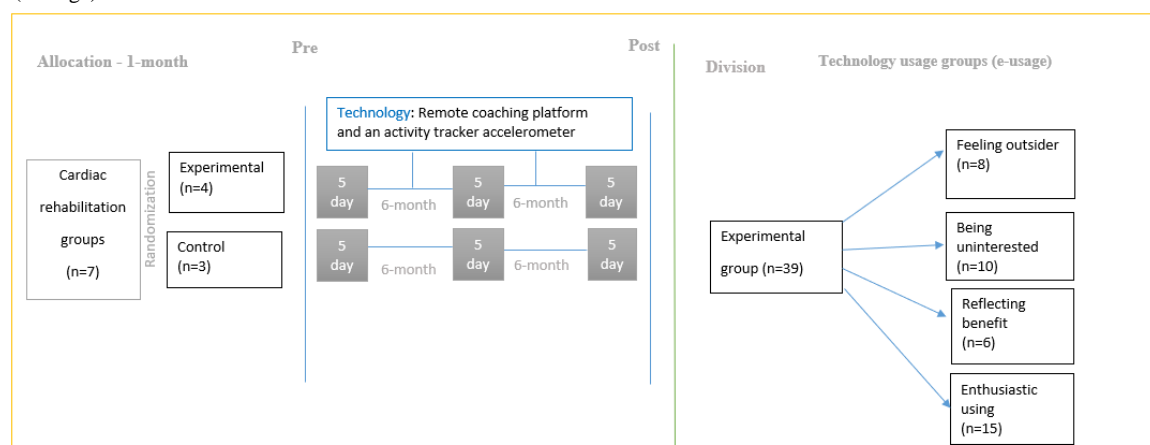 Allocation - 1-month
Pre
Post
Division
Technology usage groups (e-usage)
Technology: Remote coaching platform
and an activity tracker accelerometer
Cardiac
rehabilitation
groups
(n=7)
Randomization
Experimental
(n=4)
Control
(n=3)
5
day
6-month
5
day
6-month
5
day
5
day
6-month
5
day
6-month
5
day
Experimental
group (n=39)
Feeling outsider
(n=8)
Being
uninterested
(n=10)
Reflecting
benefit
(n=6)
Enthusiastic
using
(n=15)